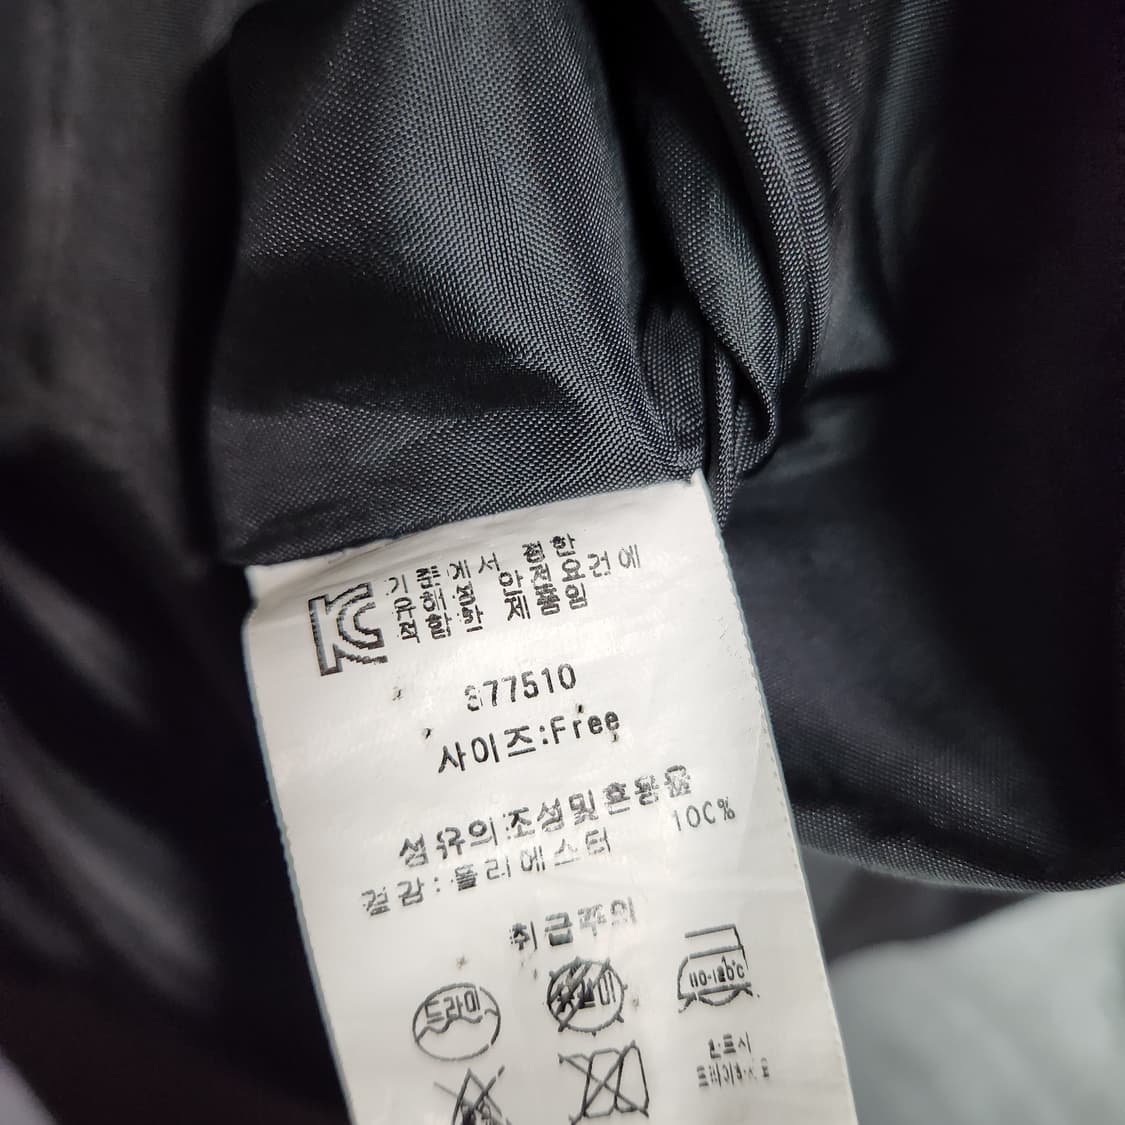 기준에서 정한
유해성 안전요건에
적합한 제품임
KC
877510
사이즈:Free
섬유의조성및혼용율
겉감:폴리에스터 100%
취급주의
드라이